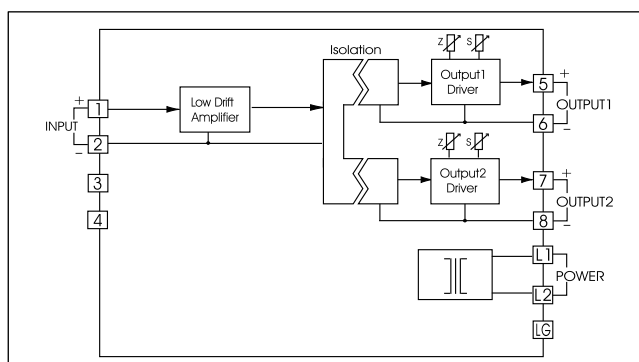 Isolation
Z S
Output1
Driver
5 +
OUTPUT1
6 −
+ 1
INPUT
− 2
Low Drift
Amplifier
3
4
Z S
Output2
Driver
7 +
OUTPUT2
8 −
L1
POWER
L2
LG